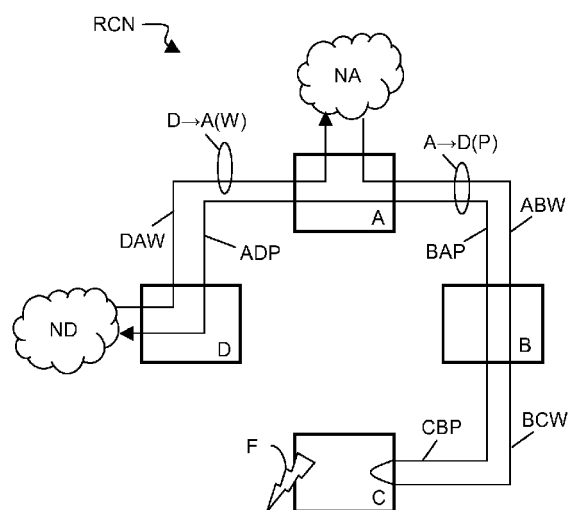 RCN
NA
D→A(W)
A→D(P)
A
ABW
DAW
ADP
BAP
ND
D
B
CBP
BCW
F
C